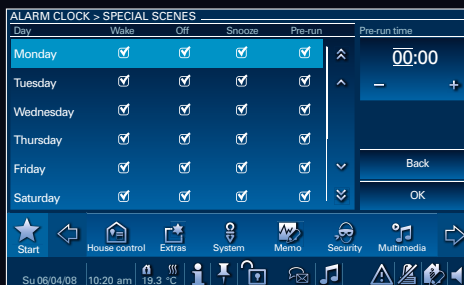 ALARM CLOCK > SPECIAL SCENES
Day Wake Off Snooze Pre-run Pre-run time
Monday
00:00
Tuesday
– +
Wednesday
Thursday
Friday
Back
Saturday
OK
Start House control Extras System Memo Security Multimedia
Su 06/04/08 10:20 am 19.3 °C